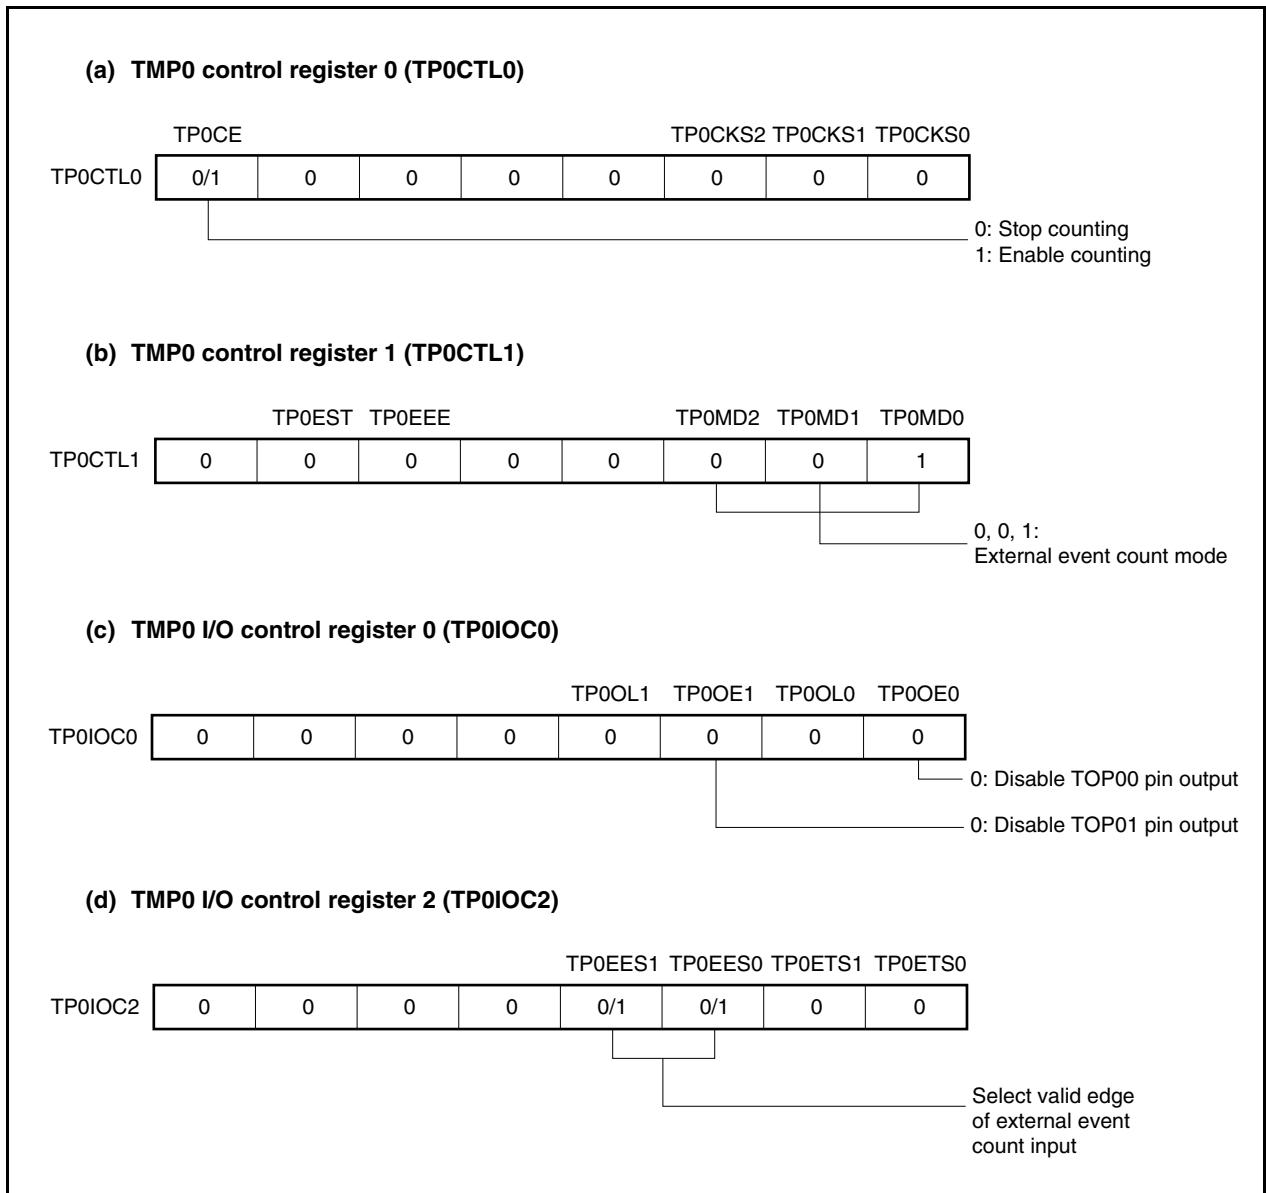 (a) TMP0 control register 0 (TP0CTL0)
TP0CE TP0CKS2 TP0CKS1 TP0CKS0
TP0CTL0 0/1 0 0 0 0 0 0 0
0: Stop counting
1: Enable counting
(b) TMP0 control register 1 (TP0CTL1)
TP0EST TP0EEE TP0MD2 TP0MD1 TP0MD0
TP0CTL1 0 0 0 0 0 0 0 1
0, 0, 1:
External event count mode
(c) TMP0 I/O control register 0 (TP0IOC0)
TP0OL1 TP0OE1 TP0OL0 TP0OE0
TP0IOC0 0 0 0 0 0 0 0 0
0: Disable TOP00 pin output
0: Disable TOP01 pin output
(d) TMP0 I/O control register 2 (TP0IOC2)
TP0EES1 TP0EES0 TP0ETS1 TP0ETS0
TP0IOC2 0 0 0 0 0/1 0/1 0 0
Select valid edge
of external event
count input